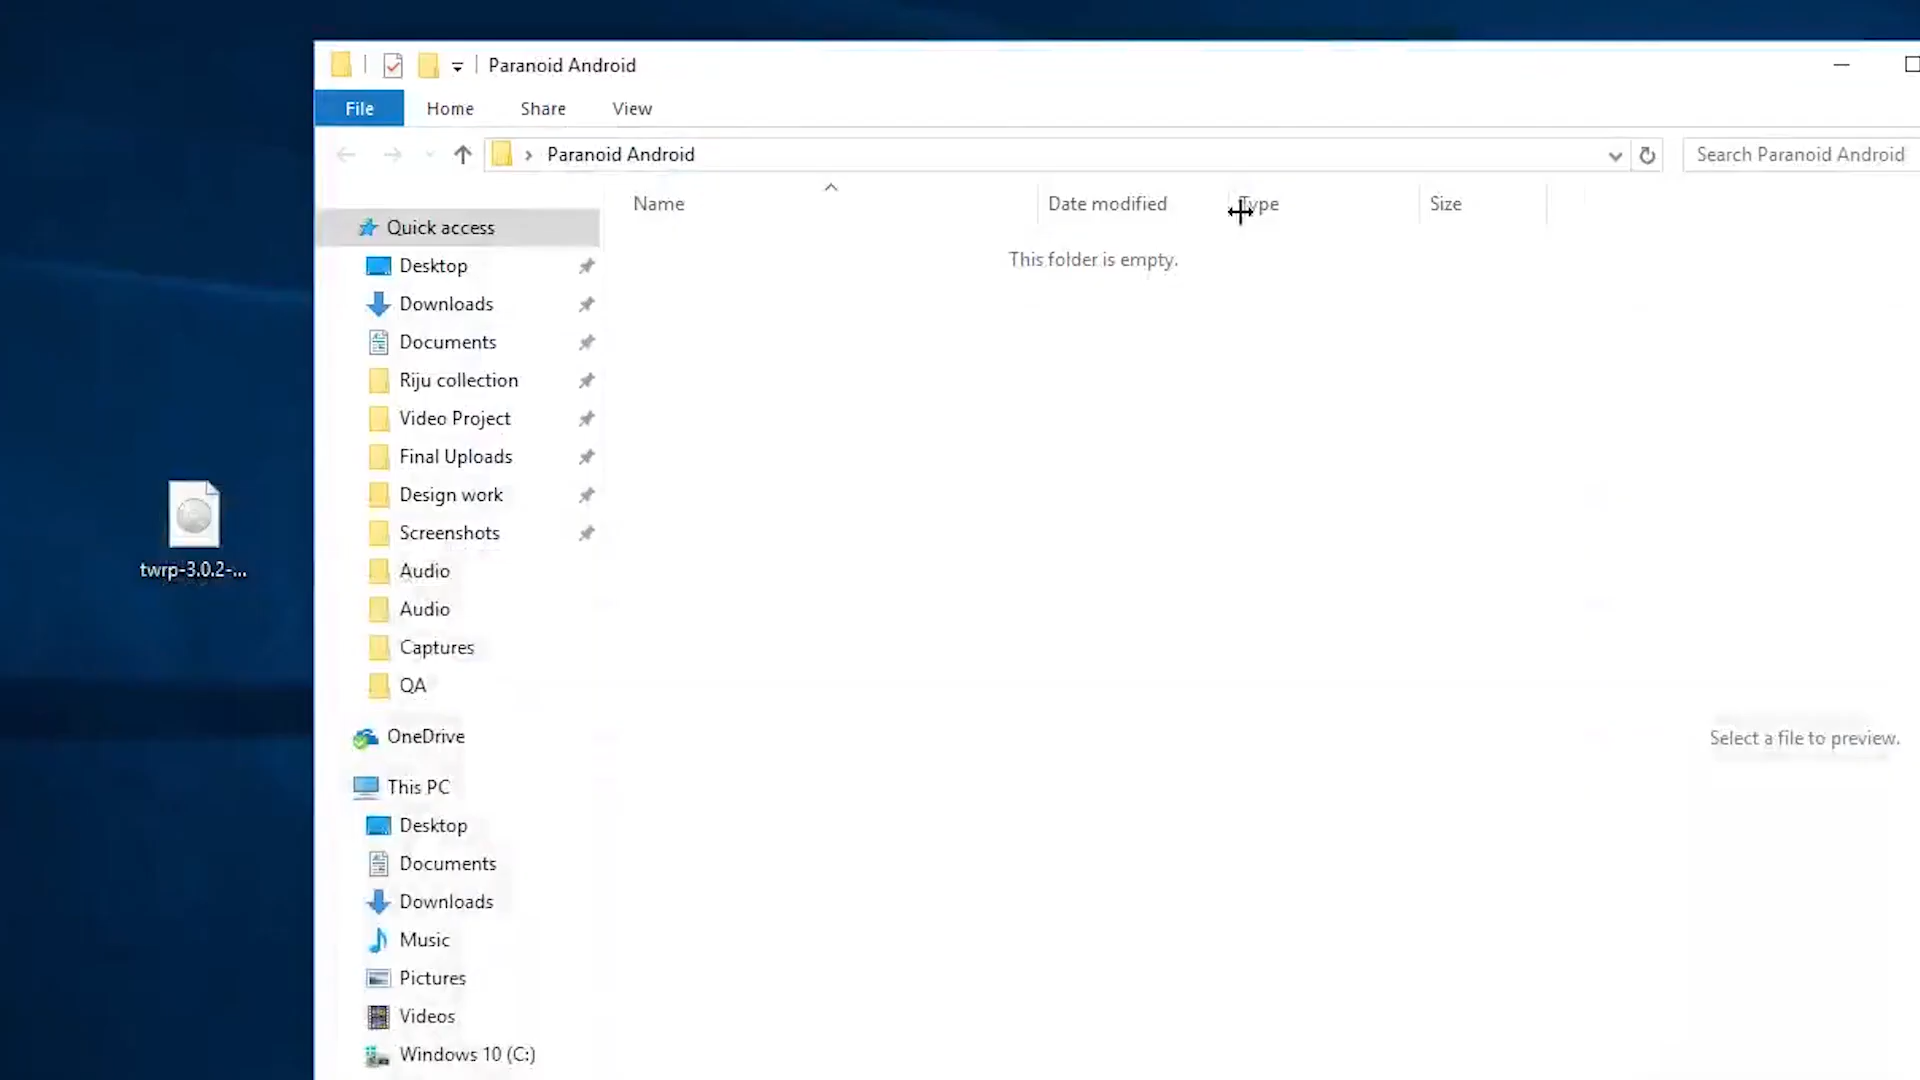 Paranoid Android
File Home Share View
Paranoid Android
Search Paranoid Android
Name Date modified Type Size
This folder is empty.
Quick access
Desktop
Downloads
Documents
Riju collection
Video Project
Final Uploads
Design work
Screenshots
Audio
Audio
Captures
QA
OneDrive
This PC
Desktop
Documents
Downloads
Music
Pictures
Videos
Windows 10 (C:)
twrp-3.0.2-...
Select a file to preview.